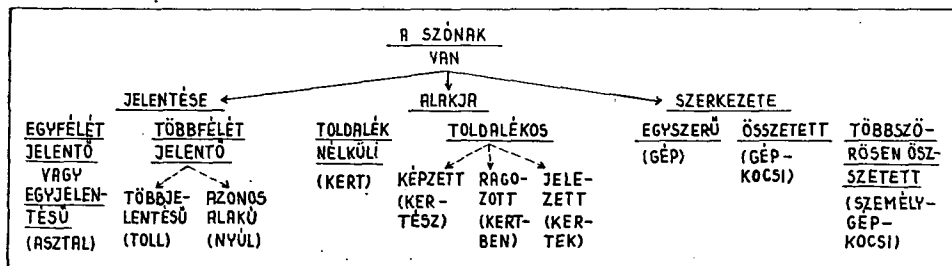 A SZÓNAK
VAN
JELENTÉSE
ALAKJA
SZERKEZETE
EGYFÉLÉT
JELENTŐ
VAGY
EGYJELEN-
TÉSŰ
(ASZTAL)
TÖBBFÉLÉT
JELENTŐ
TÖBBJE-
LENTÉSŰ
(TOLL)
AZONOS
ALAKÚ
(NYÚL)
TOLDALÉK
NÉLKÜLI
(KERT)
TOLDALÉKOS
KÉPZETT
(KER-
TÉSZ)
RAGO-
ZOTT
(KERT-
BEN)
JELE-
ZETT
(KER-
TEK)
EGYSZERŰ
(GÉP)
ÖSSZETETT
(GÉP-
KOCSI)
TÖBBSZÖ-
RÖSEN ÖSZ-
SZETETT
(SZEMÉLY-
GÉP-
KOCSI)